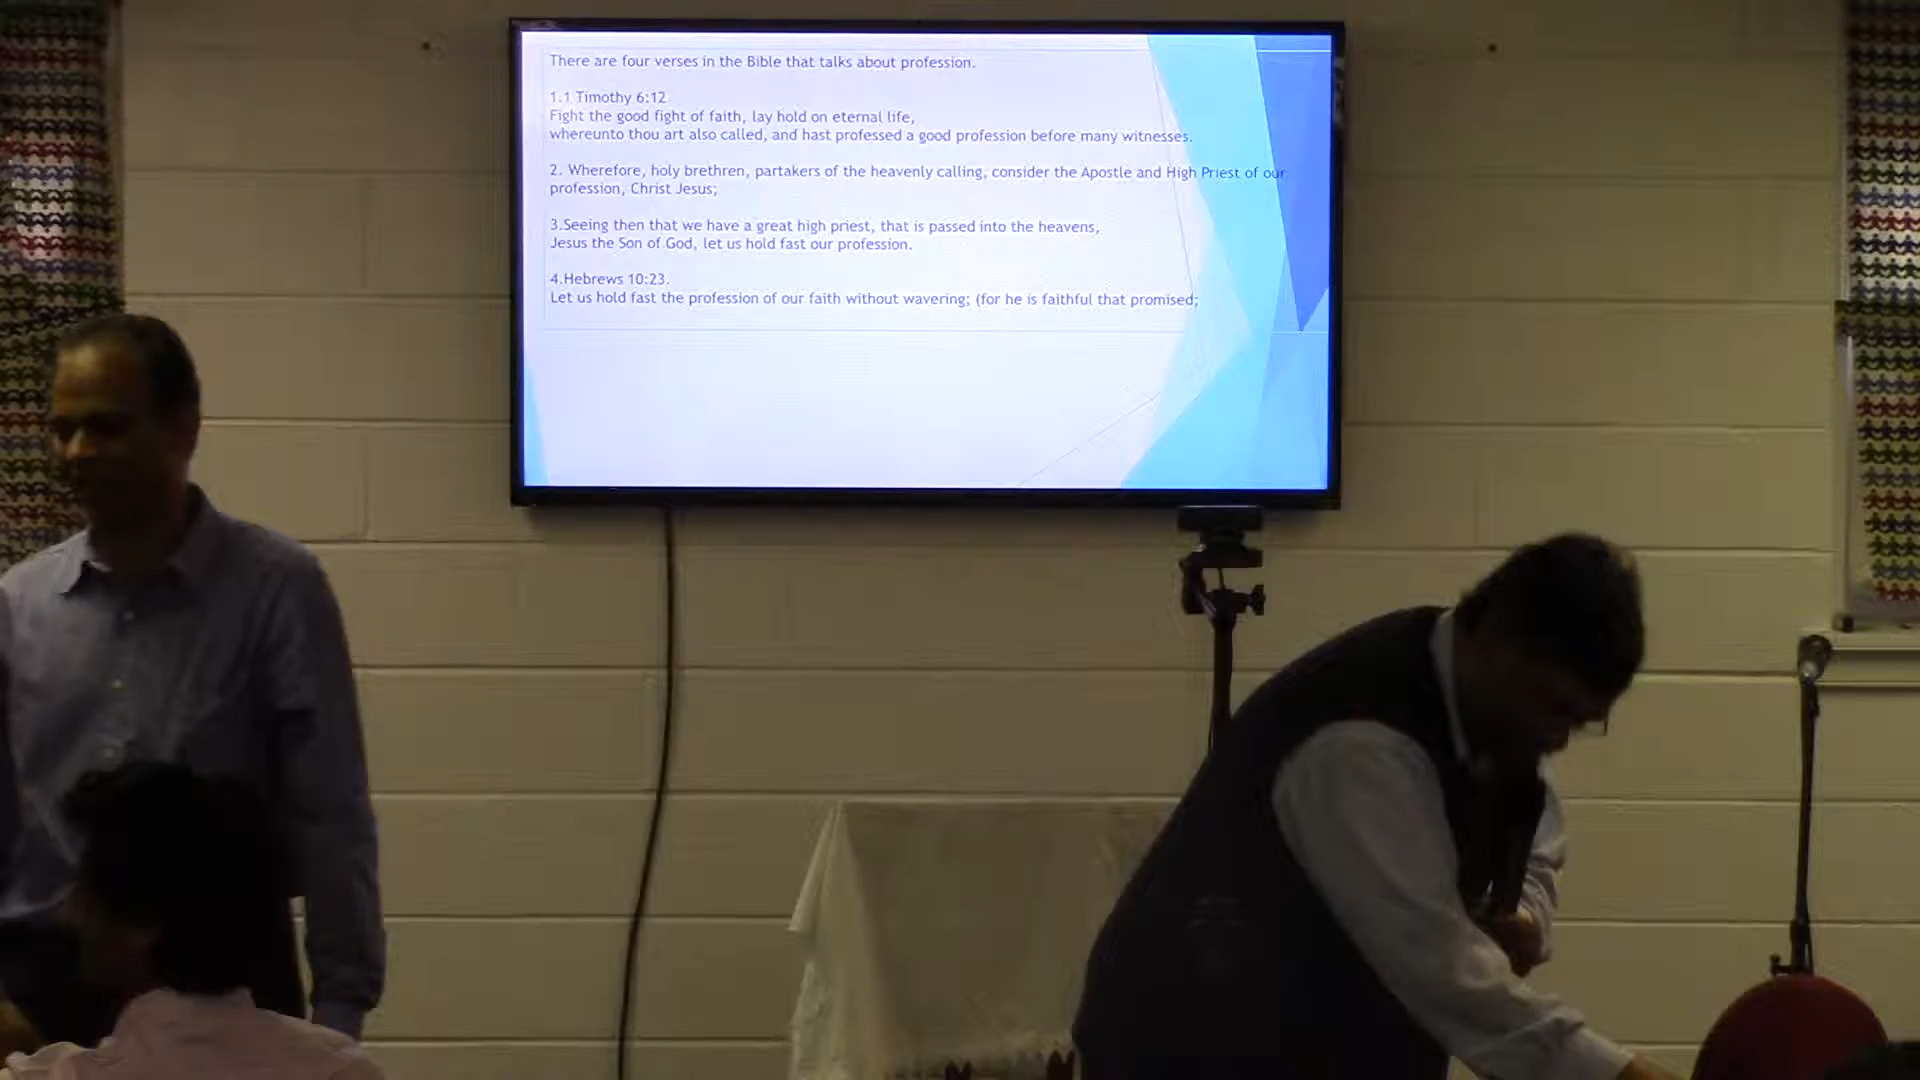 There are four verses in the Bible that talks about profession.
1.1 Timothy 6:12
Fight the good fight of faith, lay hold on eternal life,
whereunto thou art also called, and hast professed a good profession before many witnesses.
2. Wherefore, holy brethren, partakers of the heavenly calling, consider the Apostle and High Priest of our
profession, Christ Jesus;
3.Seeing then that we have a great high priest, that is passed into the heavens,
Jesus the Son of God, let us hold fast our profession.
4.Hebrews 10:23.
Let us hold fast the profession of our faith without wavering; (for he is faithful that promised;